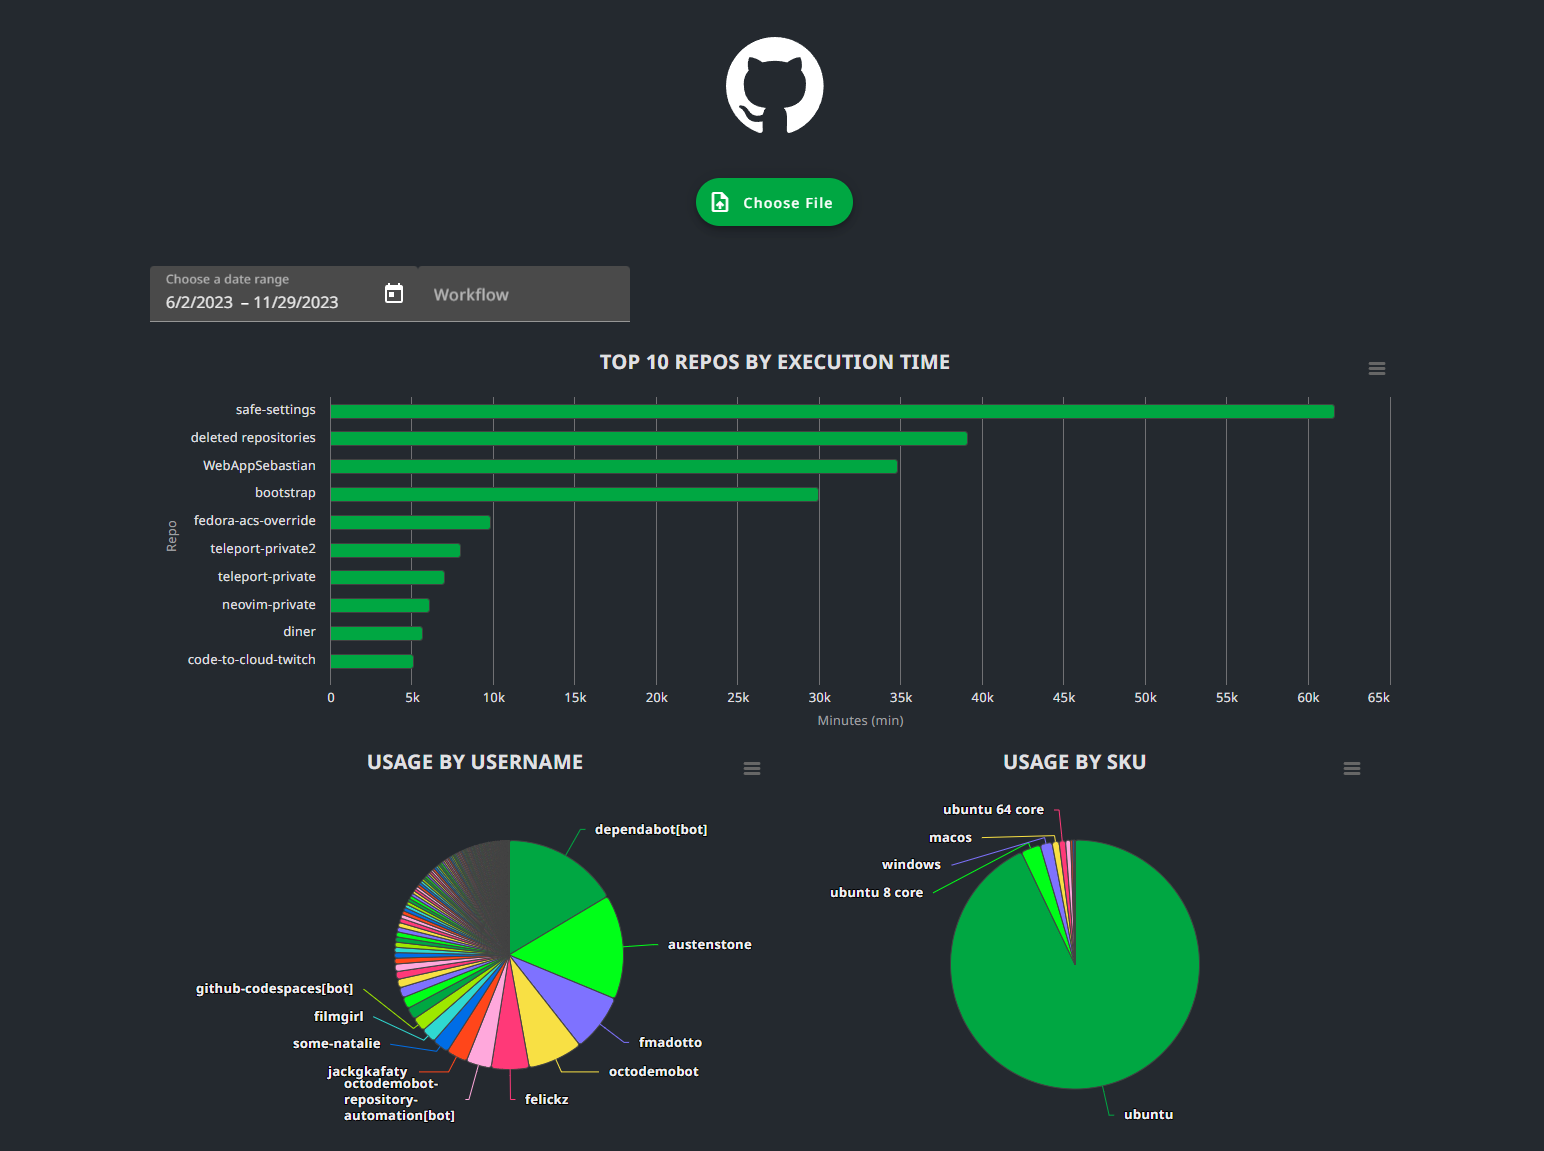 Choose File
Choose a date range
6/2/2023 – 11/29/2023
Workflow
TOP 10 REPOS BY EXECUTION TIME
Repo
safe-settings
deleted repositories
WebAppSebastian
bootstrap
fedora-acs-override
teleport-private2
teleport-private
neovim-private
diner
code-to-cloud-twitch
0 5k 10k 15k 20k 25k 30k 35k 40k 45k 50k 55k 60k 65k
Minutes (min)
USAGE BY USERNAME
dependabot[bot]
austenstone
fmadotto
octodemobot
felickz
octodemobot-
repository-
automation[bot]
jackgkafaty
some-natalie
filmgirl
github-codespaces[bot]
USAGE BY SKU
ubuntu 64 core
macos
windows
ubuntu 8 core
ubuntu